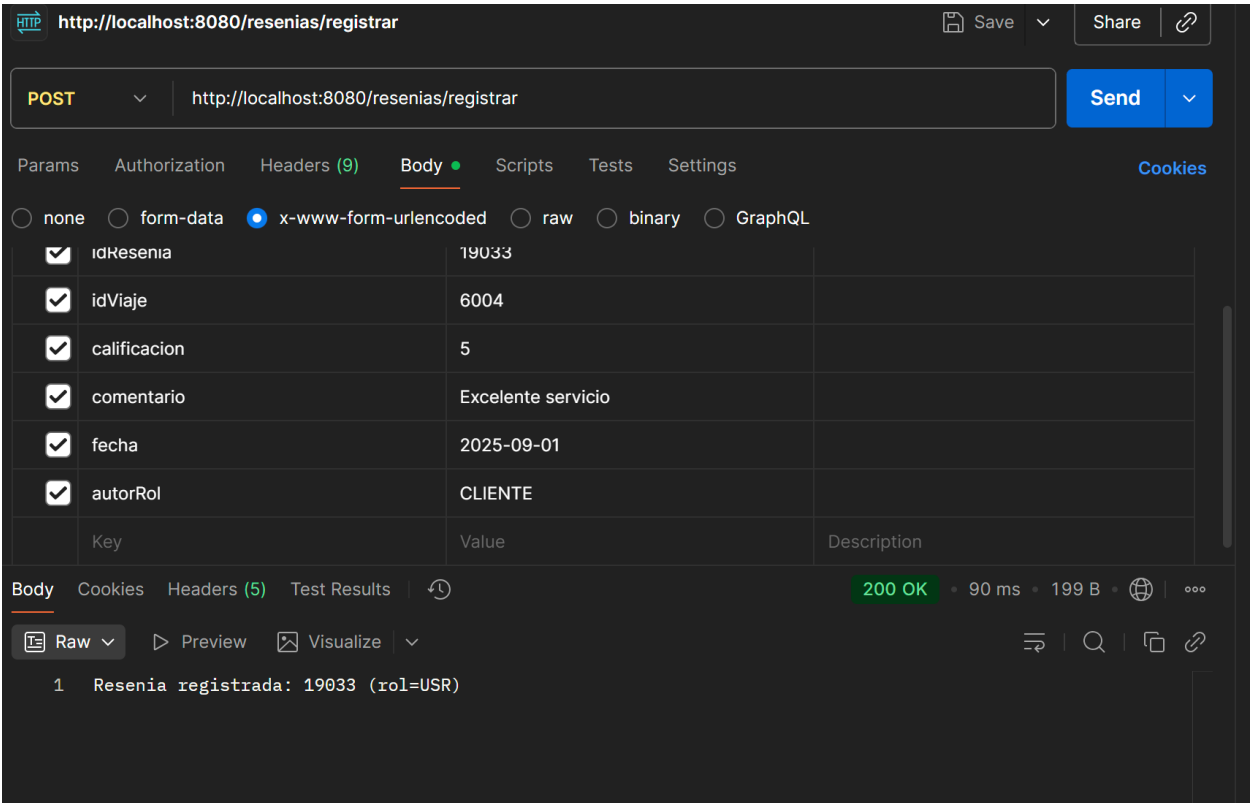 HTTP http://localhost:8080/resenias/registrar Save Share
POST http://localhost:8080/resenias/registrar Send
Params Authorization Headers (9) Body Scripts Tests Settings Cookies
none form-data x-www-form-urlencoded raw binary GraphQL
idResenia 19033
idViaje 6004
calificacion 5
comentario Excelente servicio
fecha 2025-09-01
autorRol CLIENTE
Key Value Description
Body Cookies Headers (5) Test Results 200 OK 90 ms 199 B
Raw Preview Visualize
1 Resenia registrada: 19033 (rol=USR)